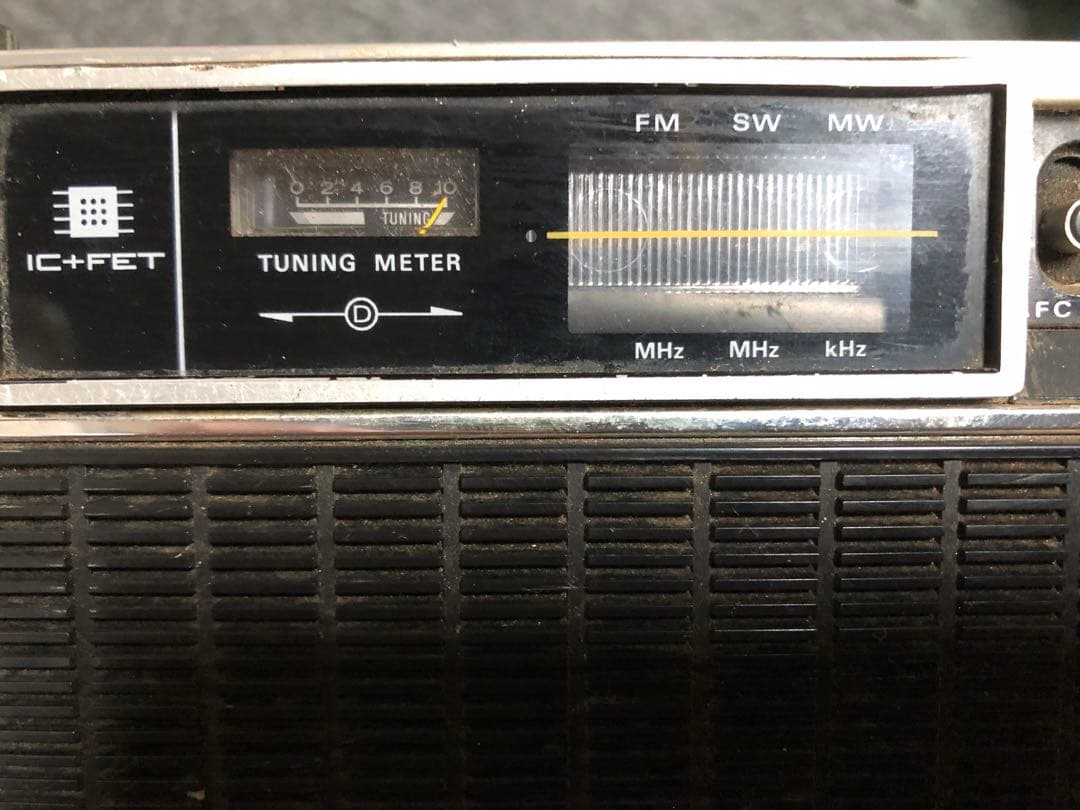 FM SW MW
0 2 4 6 8 10
TUNING
IC+FET
TUNING METER
D
MHz MHz kHz
FC